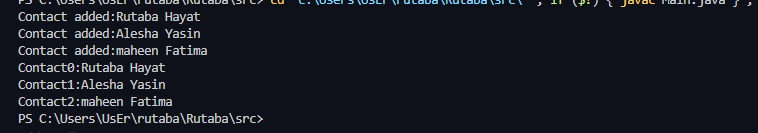 PS C:\Users\UsEr\rutaba\Rutaba\src> cd "c:\Users\UsEr\rutaba\Rutaba\src\" ; if ($?) { javac Main.java } ;
Contact added:Rutaba Hayat
Contact added:Alesha Yasin
Contact added:maheen Fatima
Contact0:Rutaba Hayat
Contact1:Alesha Yasin
Contact2:maheen Fatima
PS C:\Users\UsEr\rutaba\Rutaba\src>